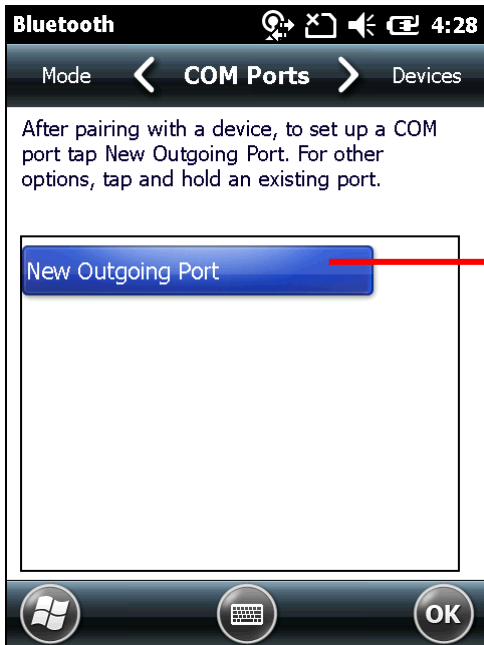 Bluetooth 4:28
Mode COM Ports Devices
After pairing with a device, to set up a COM
port tap New Outgoing Port. For other
options, tap and hold an existing port.
New Outgoing Port
OK